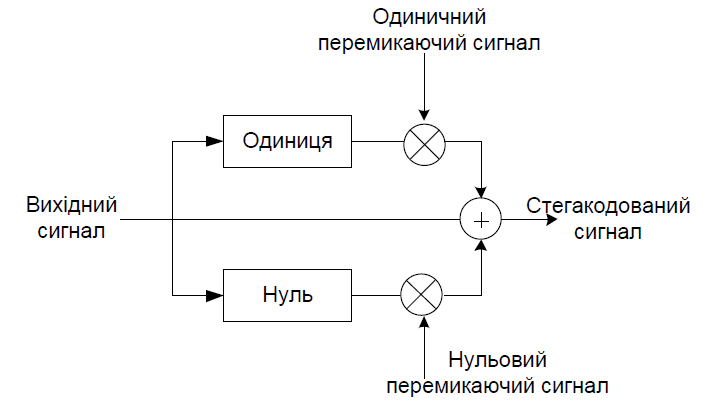 Одиничний
перемикаючий сигнал
Одиниця
Вихідний
сигнал
+
Стегакодований
сигнал
Нуль
Нульовий
перемикаючий сигнал